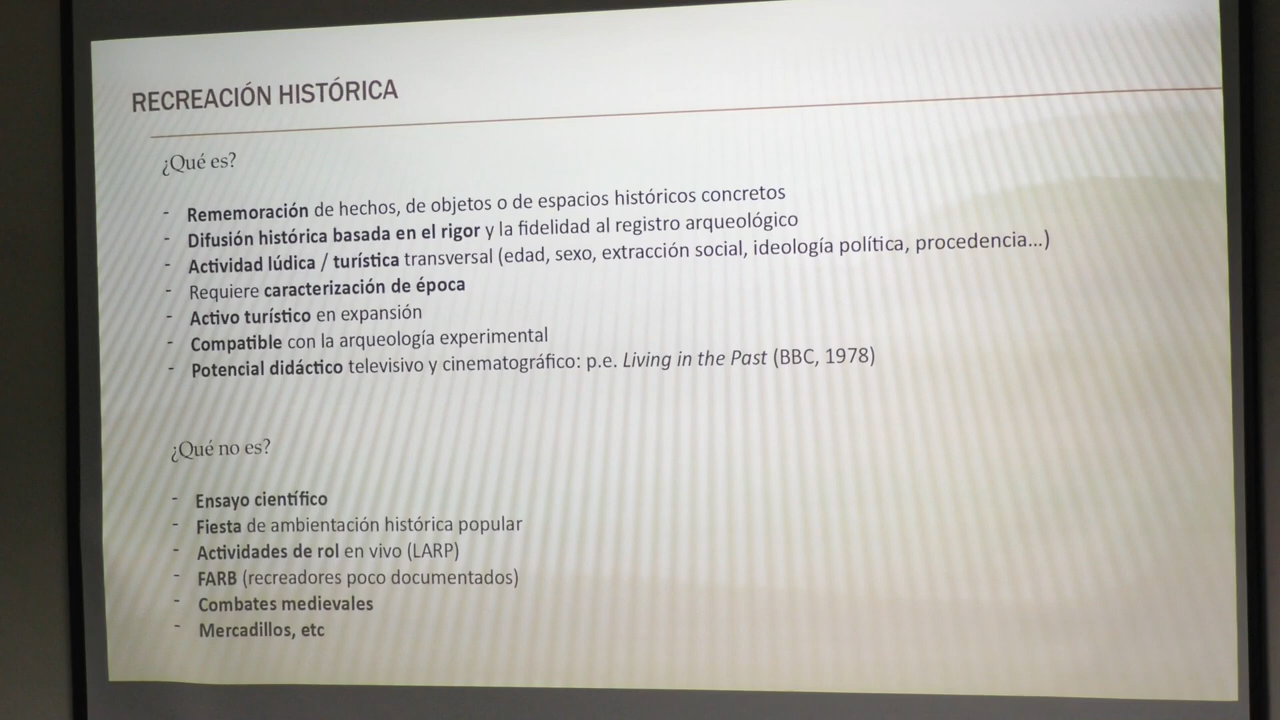 RECREACIÓN HISTÓRICA
¿Qué es?
- Rememoración de hechos, de objetos o de espacios históricos concretos
- Difusión histórica basada en el rigor y la fidelidad al registro arqueológico
- Actividad lúdica / turística transversal (edad, sexo, extracción social, ideología política, procedencia...)
- Requiere caracterización de época
- Activo turístico en expansión
- Compatible con la arqueología experimental
- Potencial didáctico televisivo y cinematográfico: p.e. Living in the Past (BBC, 1978)
¿Qué no es?
- Ensayo científico
- Fiesta de ambientación histórica popular
- Actividades de rol en vivo (LARP)
- FARB (recreadores poco documentados)
- Combates medievales
- Mercadillos, etc